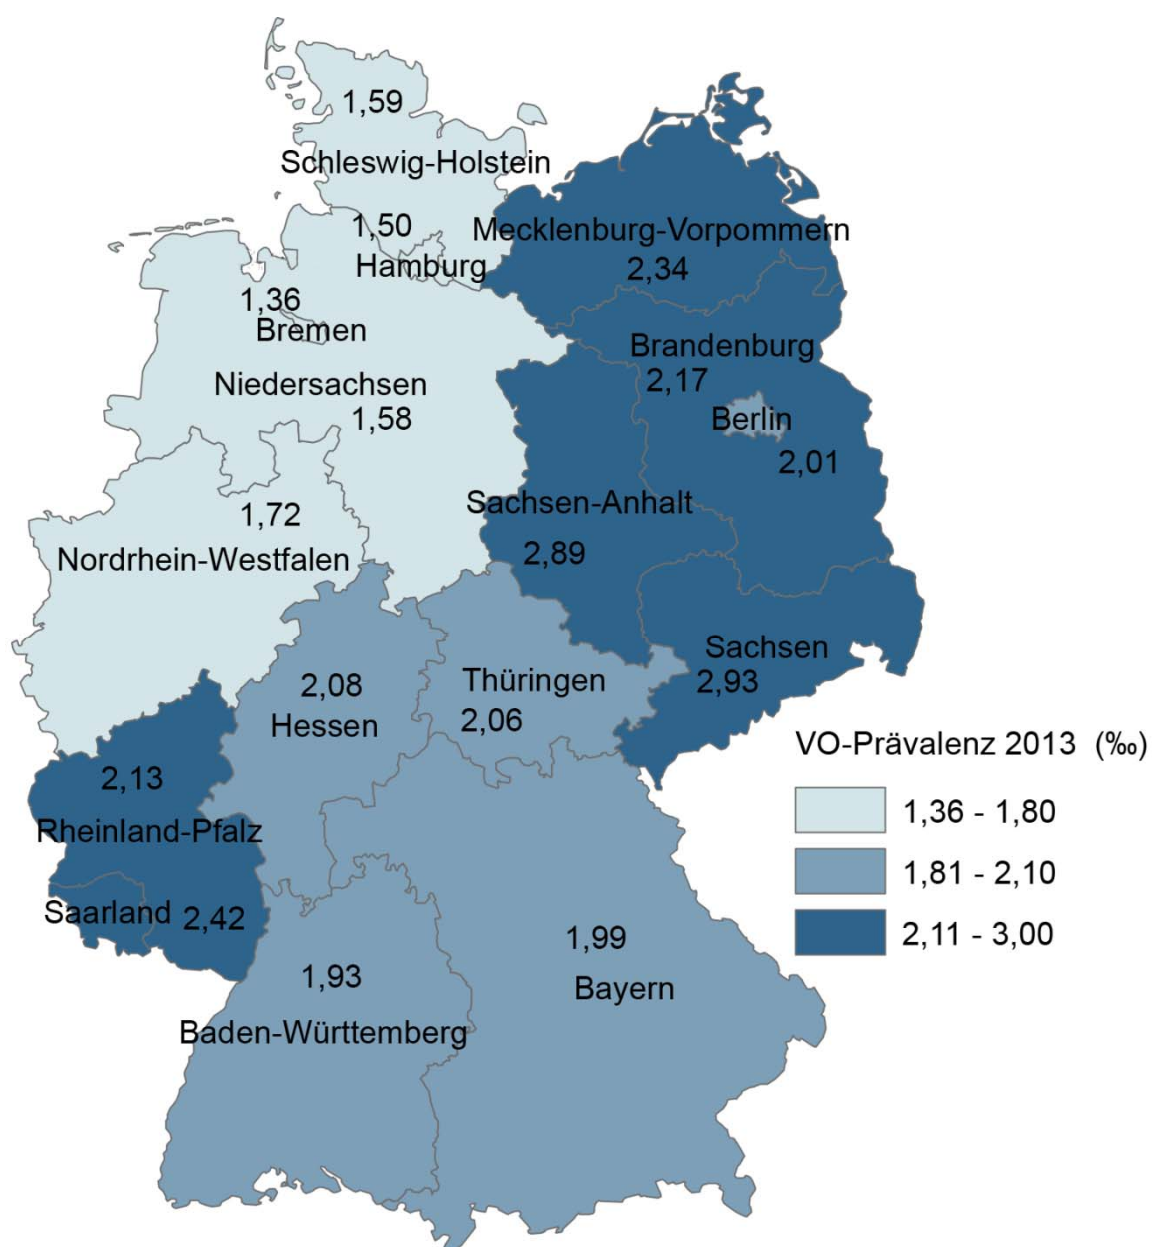 1,59
Schleswig-Holstein
1,50
Hamburg
Mecklenburg-Vorpommern
2,34
1,36
Bremen
Brandenburg
2,17
Niedersachsen
1,58
Berlin
2,01
Sachsen-Anhalt
2,89
1,72
Nordrhein-Westfalen
Sachsen
2,93
2,08
Hessen
Thüringen
2,06
VO-Prävalenz 2013 (‰)
1,36 - 1,80
1,81 - 2,10
2,11 - 3,00
2,13
Rheinland-Pfalz
Saarland
2,42
1,99
Bayern
1,93
Baden-Württemberg